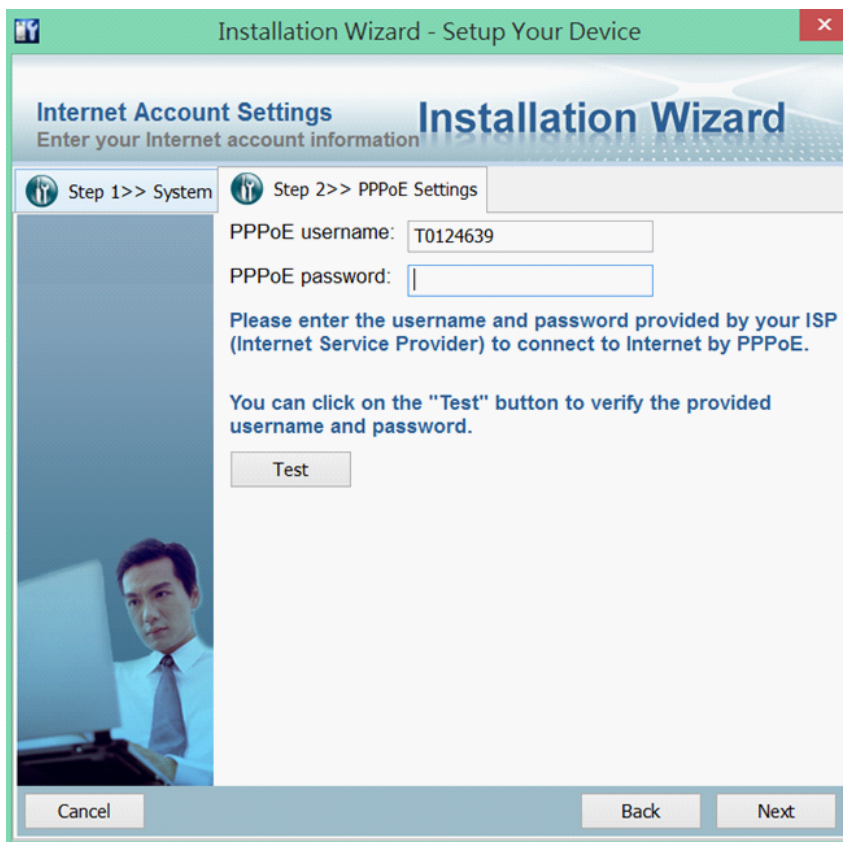 Installation Wizard - Setup Your Device
Internet Account Settings
Enter your Internet account information
Installation Wizard
Step 1>> System
Step 2>> PPPoE Settings
PPPoE username:
T0124639
PPPoE password:
Please enter the username and password provided by your ISP
(Internet Service Provider) to connect to Internet by PPPoE.
You can click on the "Test" button to verify the provided
username and password.
Test
Cancel
Back
Next